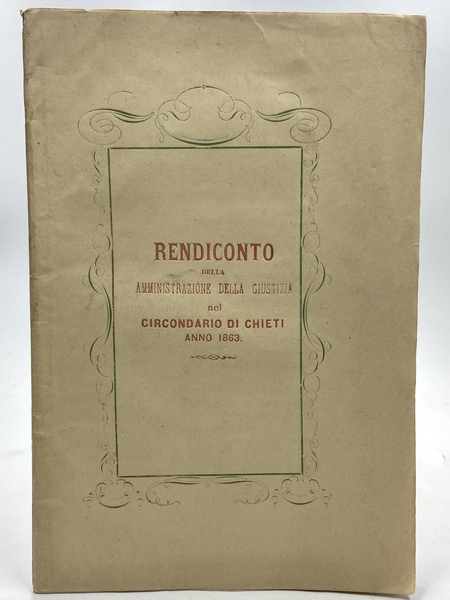 RENDICONTO
DELLA
AMMINISTRAZIONE DELLA GIUSTIZIA
nel
CIRCONDARIO DI CHIETI
ANNO 1863.